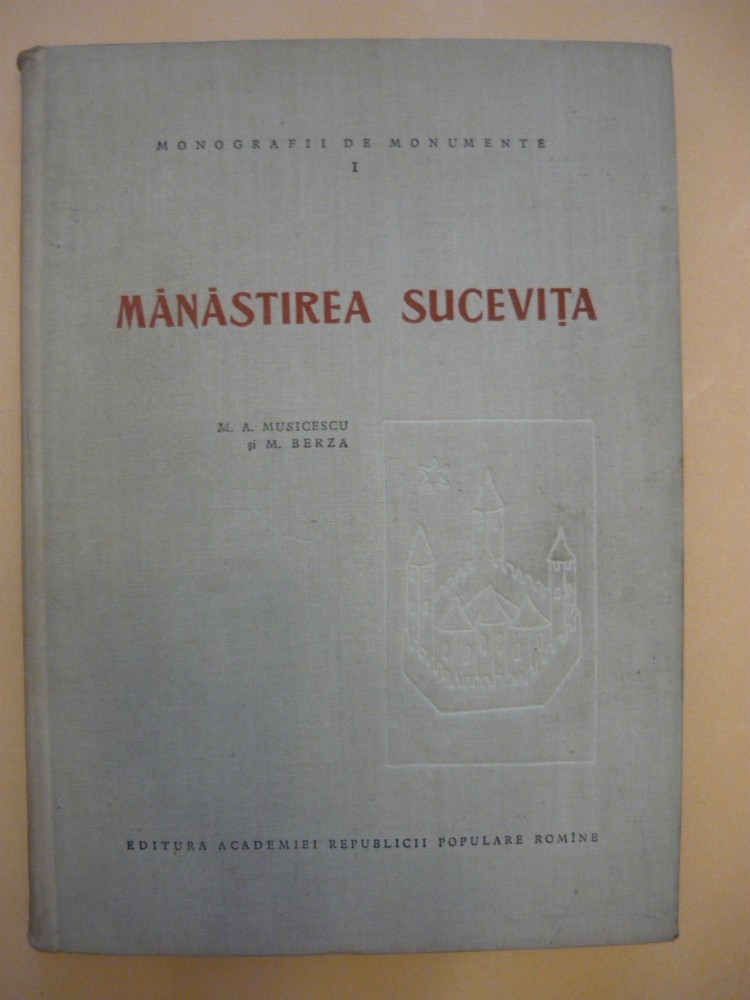 MONOGRAFII DE MONUMENTE
I
MĂNĂSTIREA SUCEVIȚA
M. A. MUSICESCU
și M. BERZA
EDITURA ACADEMIEI REPUBLICII POPULARE ROMÎNE